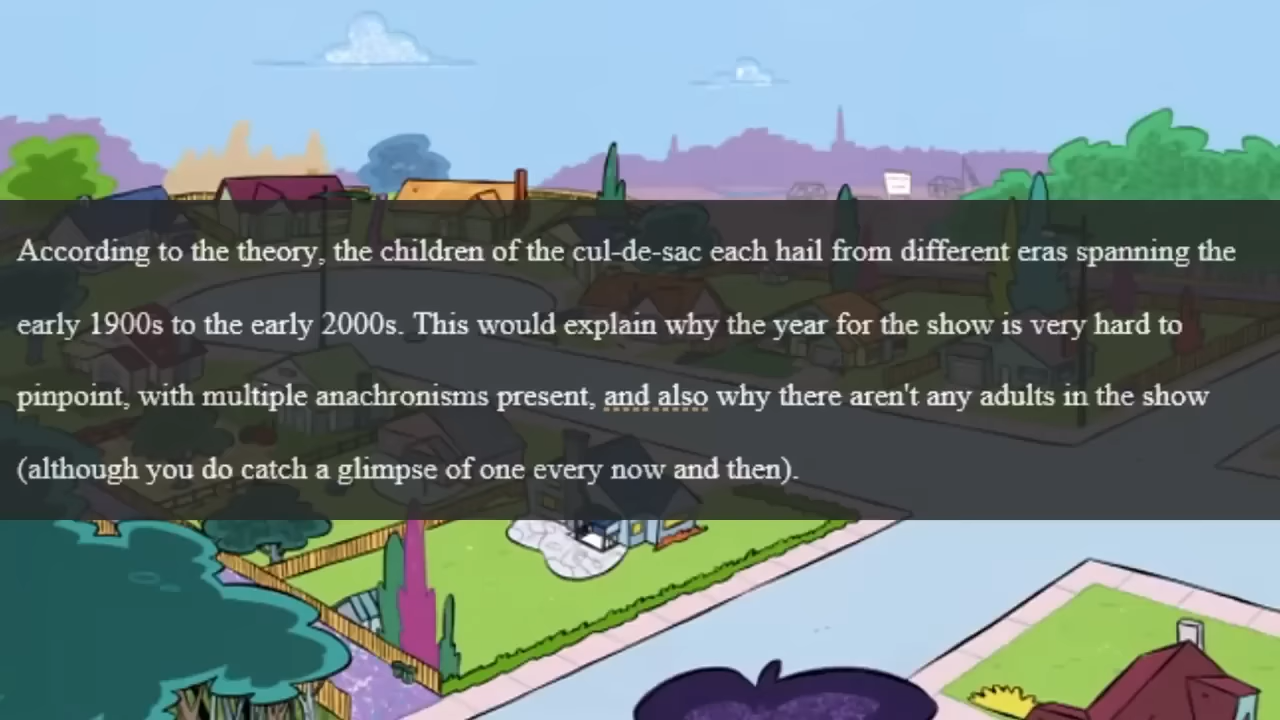 According to the theory, the children of the cul-de-sac each hail from different eras spanning the
early 1900s to the early 2000s. This would explain why the year for the show is very hard to
pinpoint, with multiple anachronisms present, and also why there aren't any adults in the show
(although you do catch a glimpse of one every now and then).